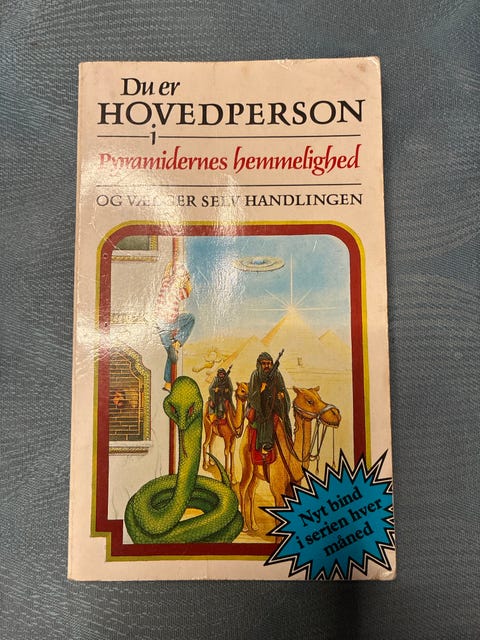 Du er
HOVEDPERSON
i
Pyramidernes hemmelighed
OG VÆLGER SELV HANDLINGEN
Nyt bind
i serien hver
måned